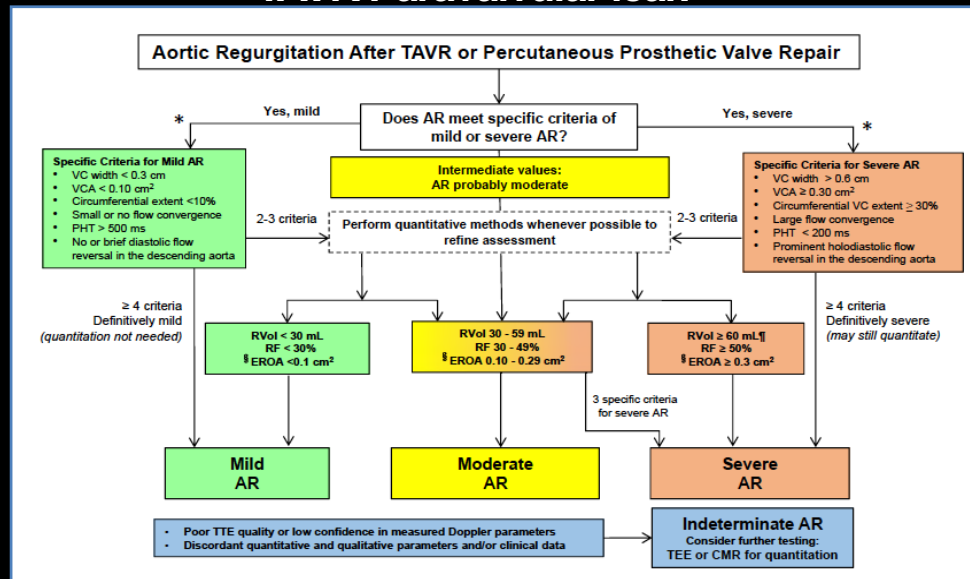 Aortic Regurgitation After TAVR or Percutaneous Prosthetic Valve Repair
Does AR meet specific criteria of
mild or severe AR?
Yes, mild
Yes, severe
*
*
Specific Criteria for Mild AR
• VC width < 0.3 cm
• VCA < 0.10 cm²
• Circumferential extent <10%
• Small or no flow convergence
• PHT > 500 ms
• No or brief diastolic flow
reversal in the descending aorta
Intermediate values:
AR probably moderate
Specific Criteria for Severe AR
• VC width > 0.6 cm
• VCA ≥ 0.30 cm²
• Circumferential VC extent ≥ 30%
• Large flow convergence
• PHT < 200 ms
• Prominent holodiastolic flow
reversal in the descending aorta
2-3 criteria
Perform quantitative methods whenever possible to
refine assessment
2-3 criteria
≥ 4 criteria
Definitively mild
(quantitation not needed)
RVol < 30 mL
RF < 30%
§ EROA <0.1 cm²
RVol 30 - 59 mL
RF 30 - 49%
§ EROA 0.10 - 0.29 cm²
RVol ≥ 60 mL¶
RF ≥ 50%
§ EROA ≥ 0.3 cm²
≥ 4 criteria
Definitively severe
(may still quantitate)
3 specific criteria
for severe AR
Mild
AR
Moderate
AR
Severe
AR
• Poor TTE quality or low confidence in measured Doppler parameters
• Discordant quantitative and qualitative parameters and/or clinical data
Indeterminate AR
Consider further testing:
TEE or CMR for quantitation